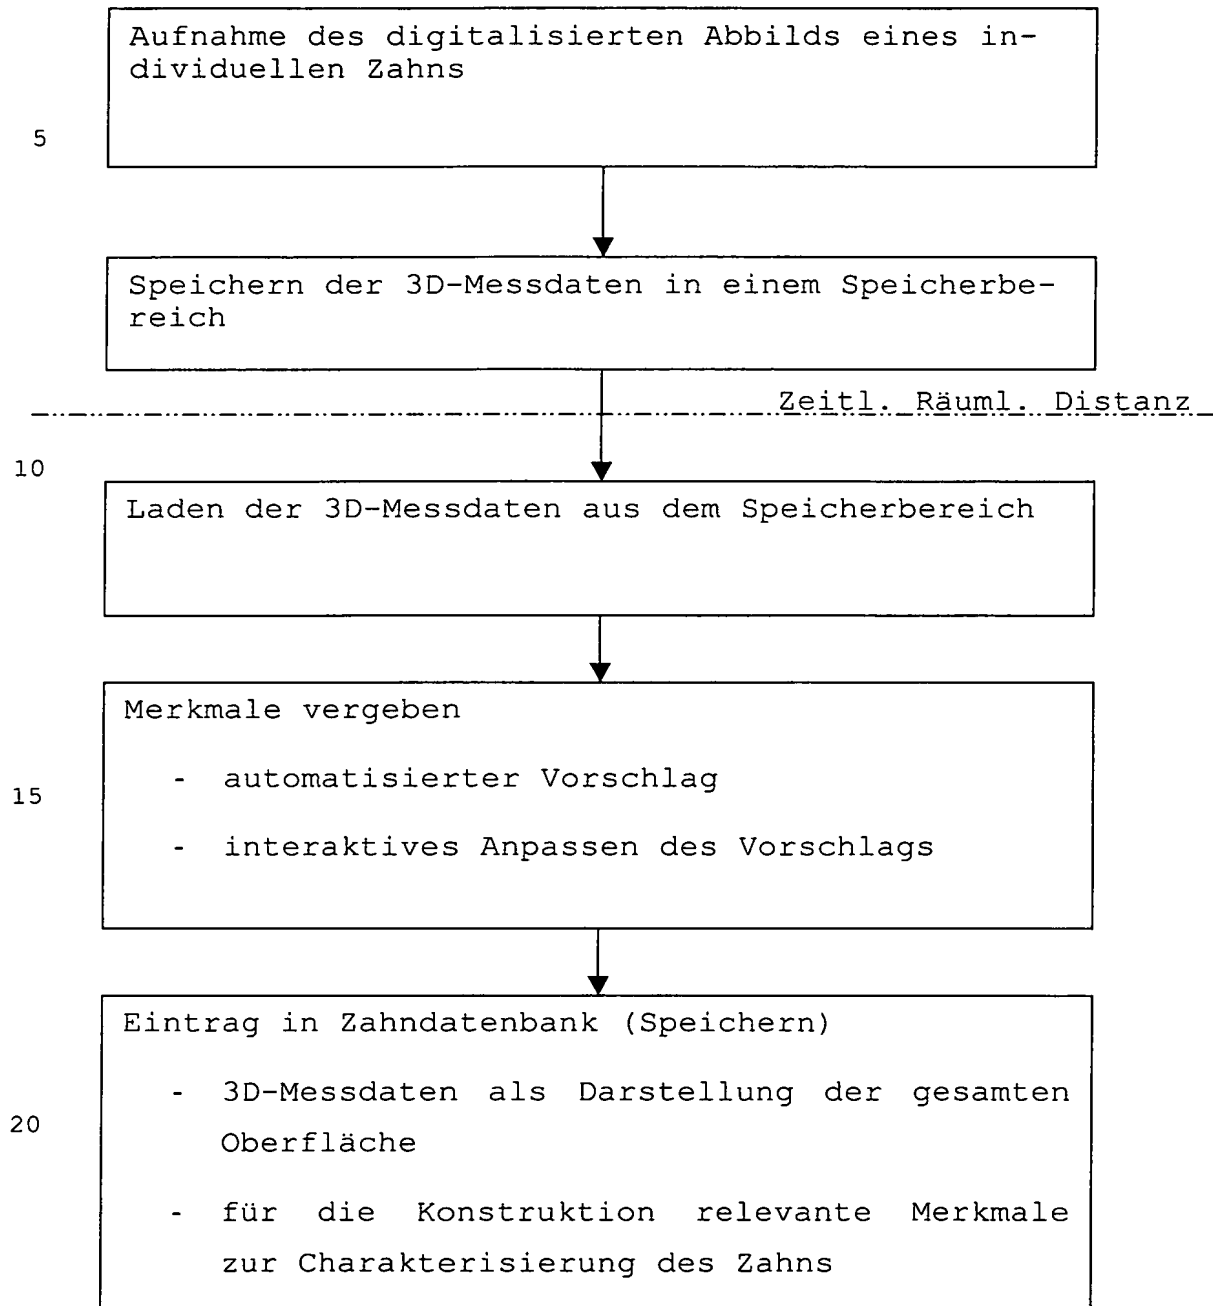 Aufnahme des digitalisierten Abbilds eines in-
dividuellen Zahns
5
Speichern der 3D-Messdaten in einem Speicherbe-
reich
Zeitl. Räuml. Distanz
10
Laden der 3D-Messdaten aus dem Speicherbereich
Merkmale vergeben
- automatisierter Vorschlag
15
- interaktives Anpassen des Vorschlags
Eintrag in Zahndatenbank (Speichern)
- 3D-Messdaten als Darstellung der gesamten
20
Oberfläche
- für die Konstruktion relevante Merkmale
zur Charakterisierung des Zahns